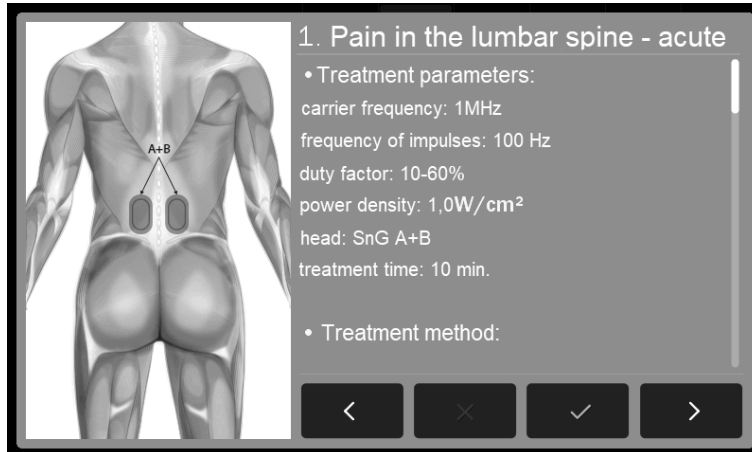 1. Pain in the lumbar spine - acute
• Treatment parameters:
carrier frequency: 1MHz
frequency of impulses: 100 Hz
duty factor: 10-60%
power density: 1,0W/cm²
head: SnG A+B
treatment time: 10 min.
• Treatment method:
A+B